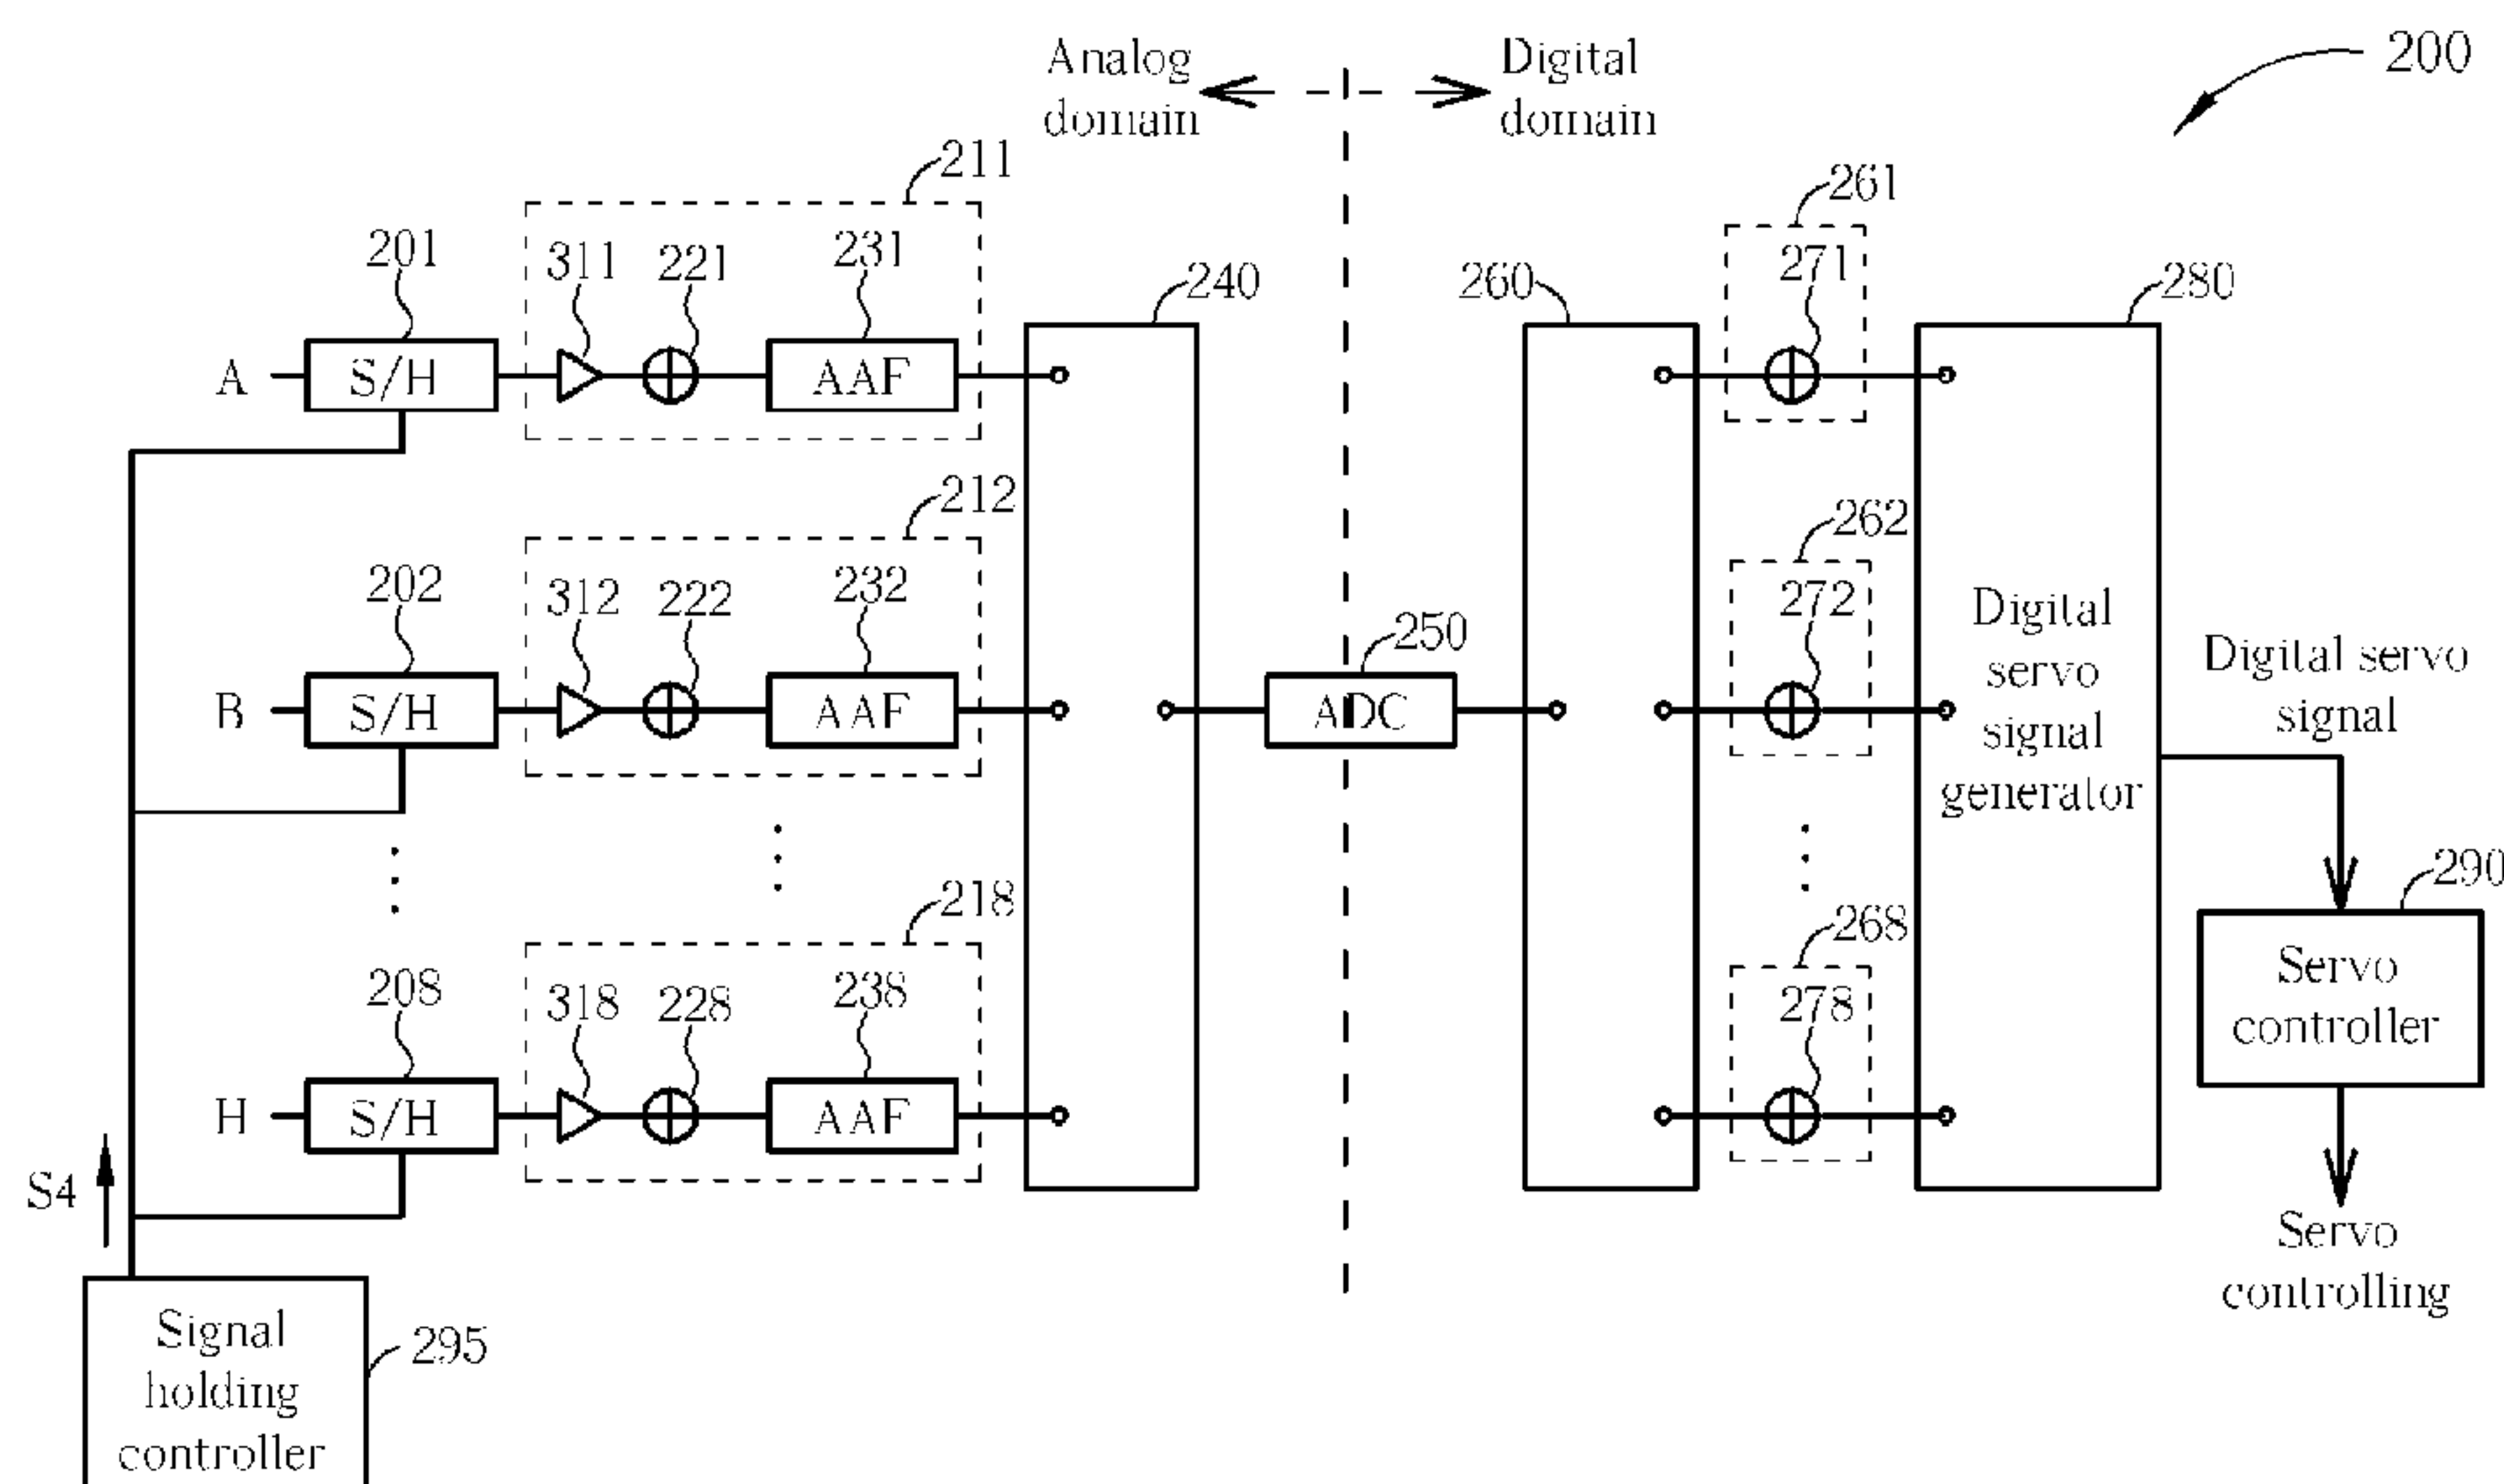 Analog
domain
Digital
domain
200
211
261
201
311
221
231
271
240
260
280
A
S/H
AAF
212
262
202
312
222
232
272
250
B
S/H
AAF
ADC
Digital
servo
signal
generator
Digital servo
signal
218
268
290
208
318
228
238
278
Servo
controller
H
S/H
AAF
S4
Servo
controlling
Signal
holding
controller
295